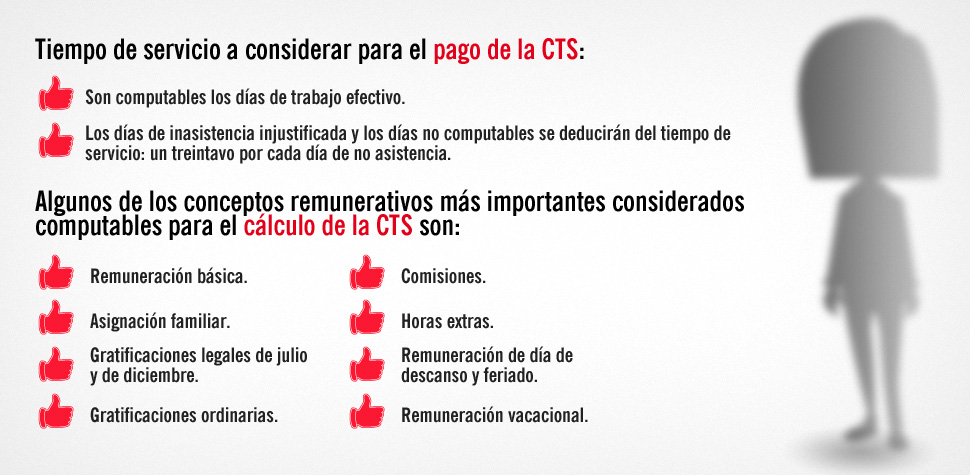 Tiempo de servicio a considerar para el pago de la CTS:
Son computables los días de trabajo efectivo.
Los días de inasistencia injustificada y los días no computables se deducirán del tiempo de
servicio: un treintavo por cada día de no asistencia.
Algunos de los conceptos remunerativos más importantes considerados
computables para el cálculo de la CTS son:
Remuneración básica.
Asignación familiar.
Gratificaciones legales de julio
y de diciembre.
Gratificaciones ordinarias.
Comisiones.
Horas extras.
Remuneración de día de
descanso y feriado.
Remuneración vacacional.